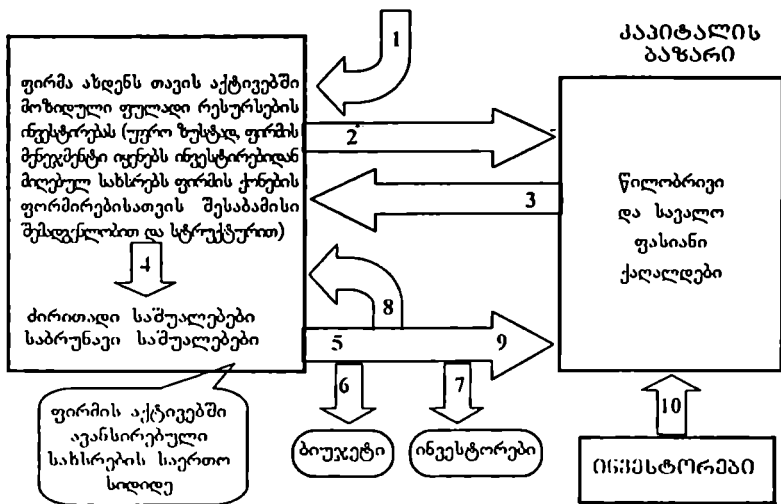 1
კაპიტალის
ბაზარი
ფირმა ახდენს თავის აქტივებში
მოზიდული ფულადი რესურსების
ინვესტირებას (უფრო ზუსტად, ფირმის
მენეჯმენტი იყენებს ინვესტირებიდან
მიღებულ სახსრებს ფირმის ქონების
ფორმირებისათვის შესაბამისი
შემადგენლობით და სტრუქტურით)
2
3
4
წილობრივი
და სავალო
ფასიანი
ქაღალდები
8
ძირითადი საშუალებები
საბრუნავი საშუალებები
5
9
6
7
10
ფირმის აქტივებში
ავანსირებული
სახსრების საერთო
სიდიდე
ბიუჯეტი
ინვესტორები
ინვესტორები